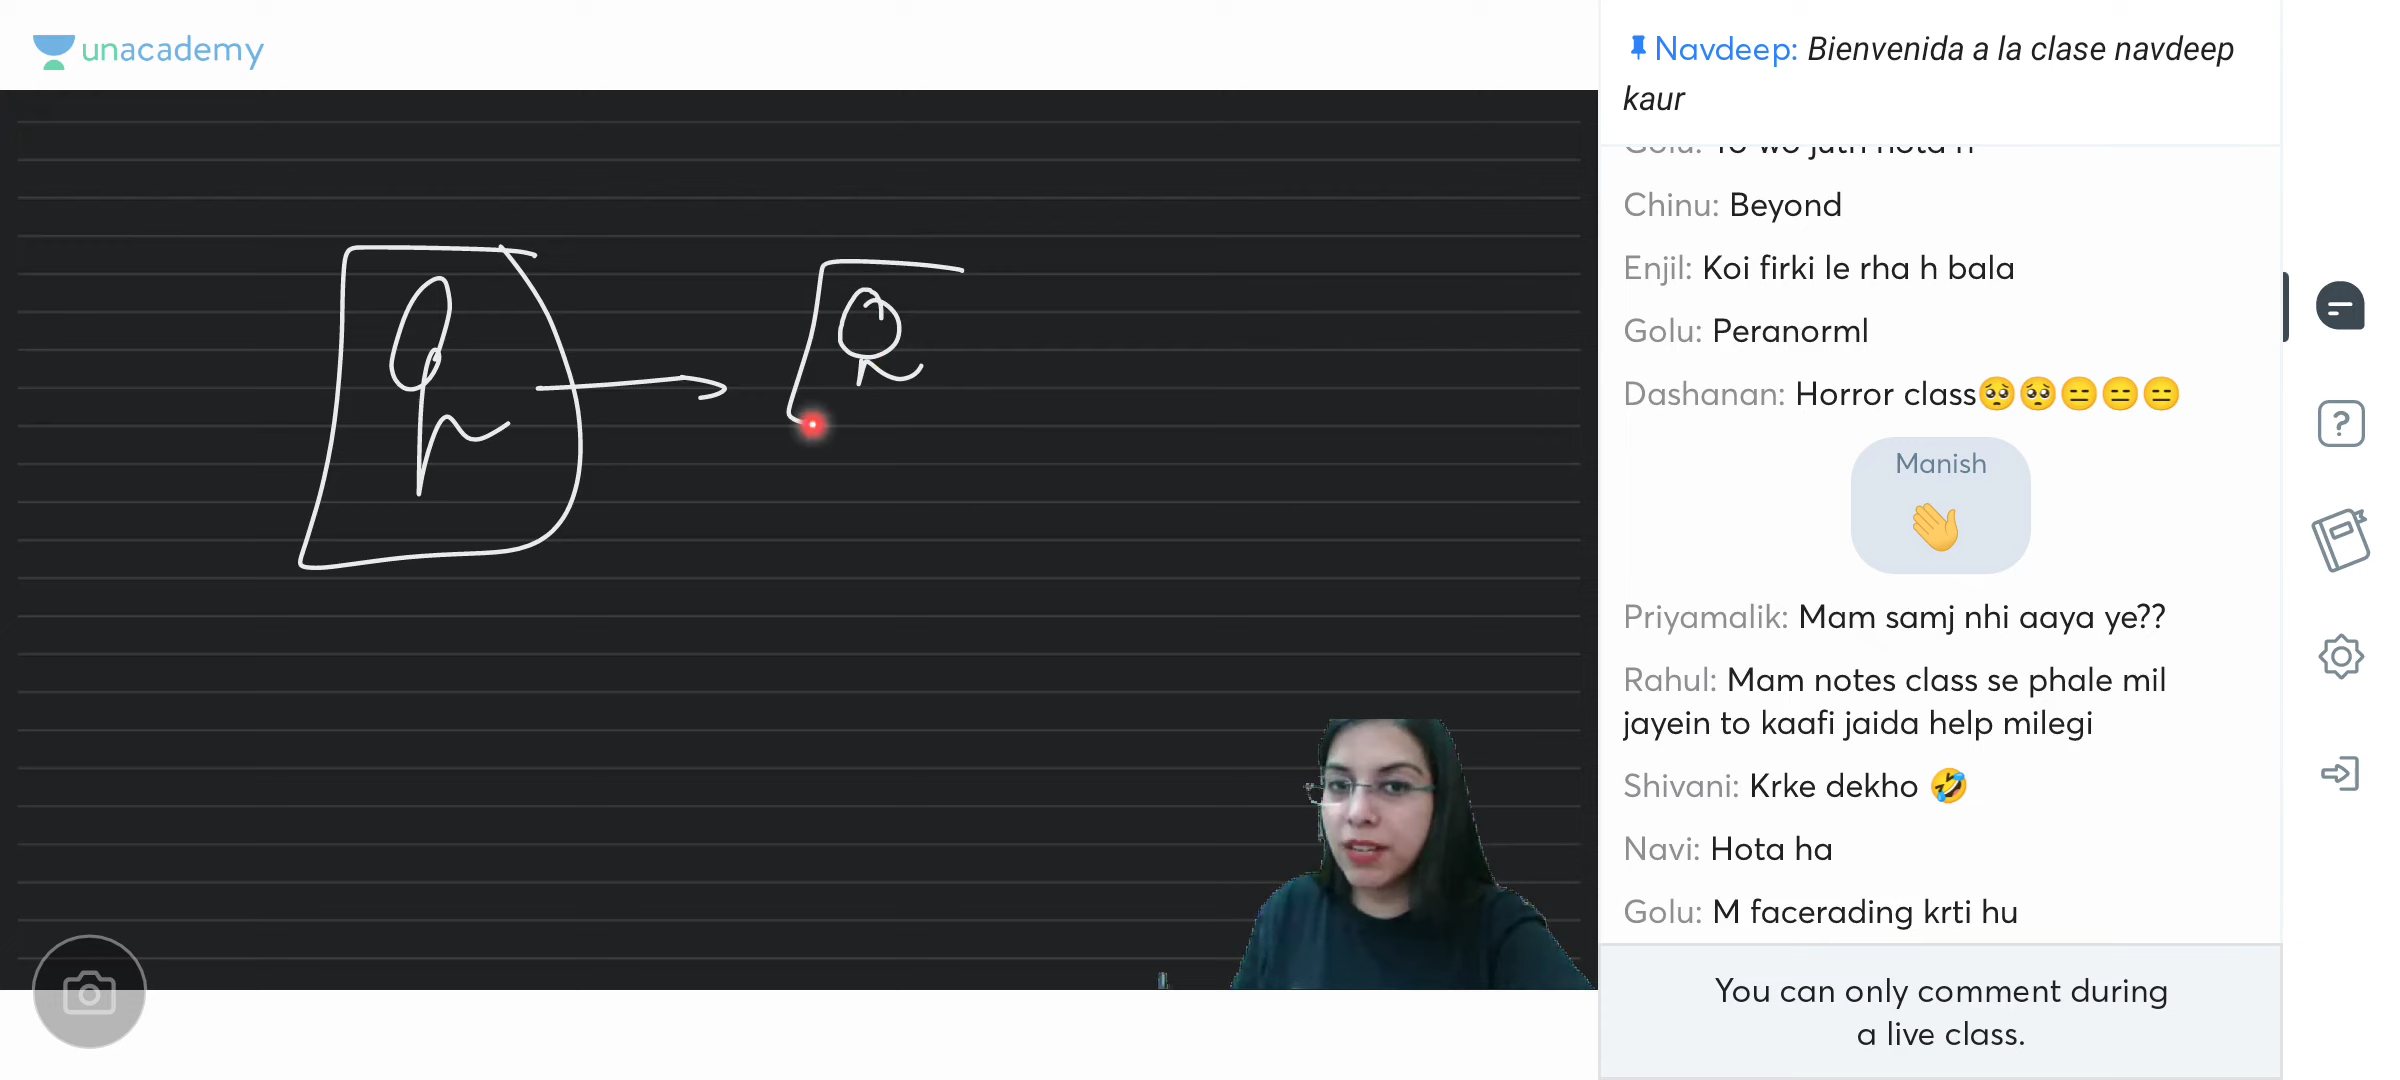 unacademy
Navdeep: Bienvenida a la clase navdeep
kaur
Chinu: Beyond
Enjil: Koi firki le rha h bala
Golu: Peranorml
Dashanan: Horror class🥺🥺😑😑😑
Manish
👋
Priyamalik: Mam samj nhi aaya ye??
Rahul: Mam notes class se phale mil
jayein to kaafi jaida help milegi
Shivani: Krke dekho 🤣
Navi: Hota ha
Golu: M facerading krti hu
You can only comment during
a live class.